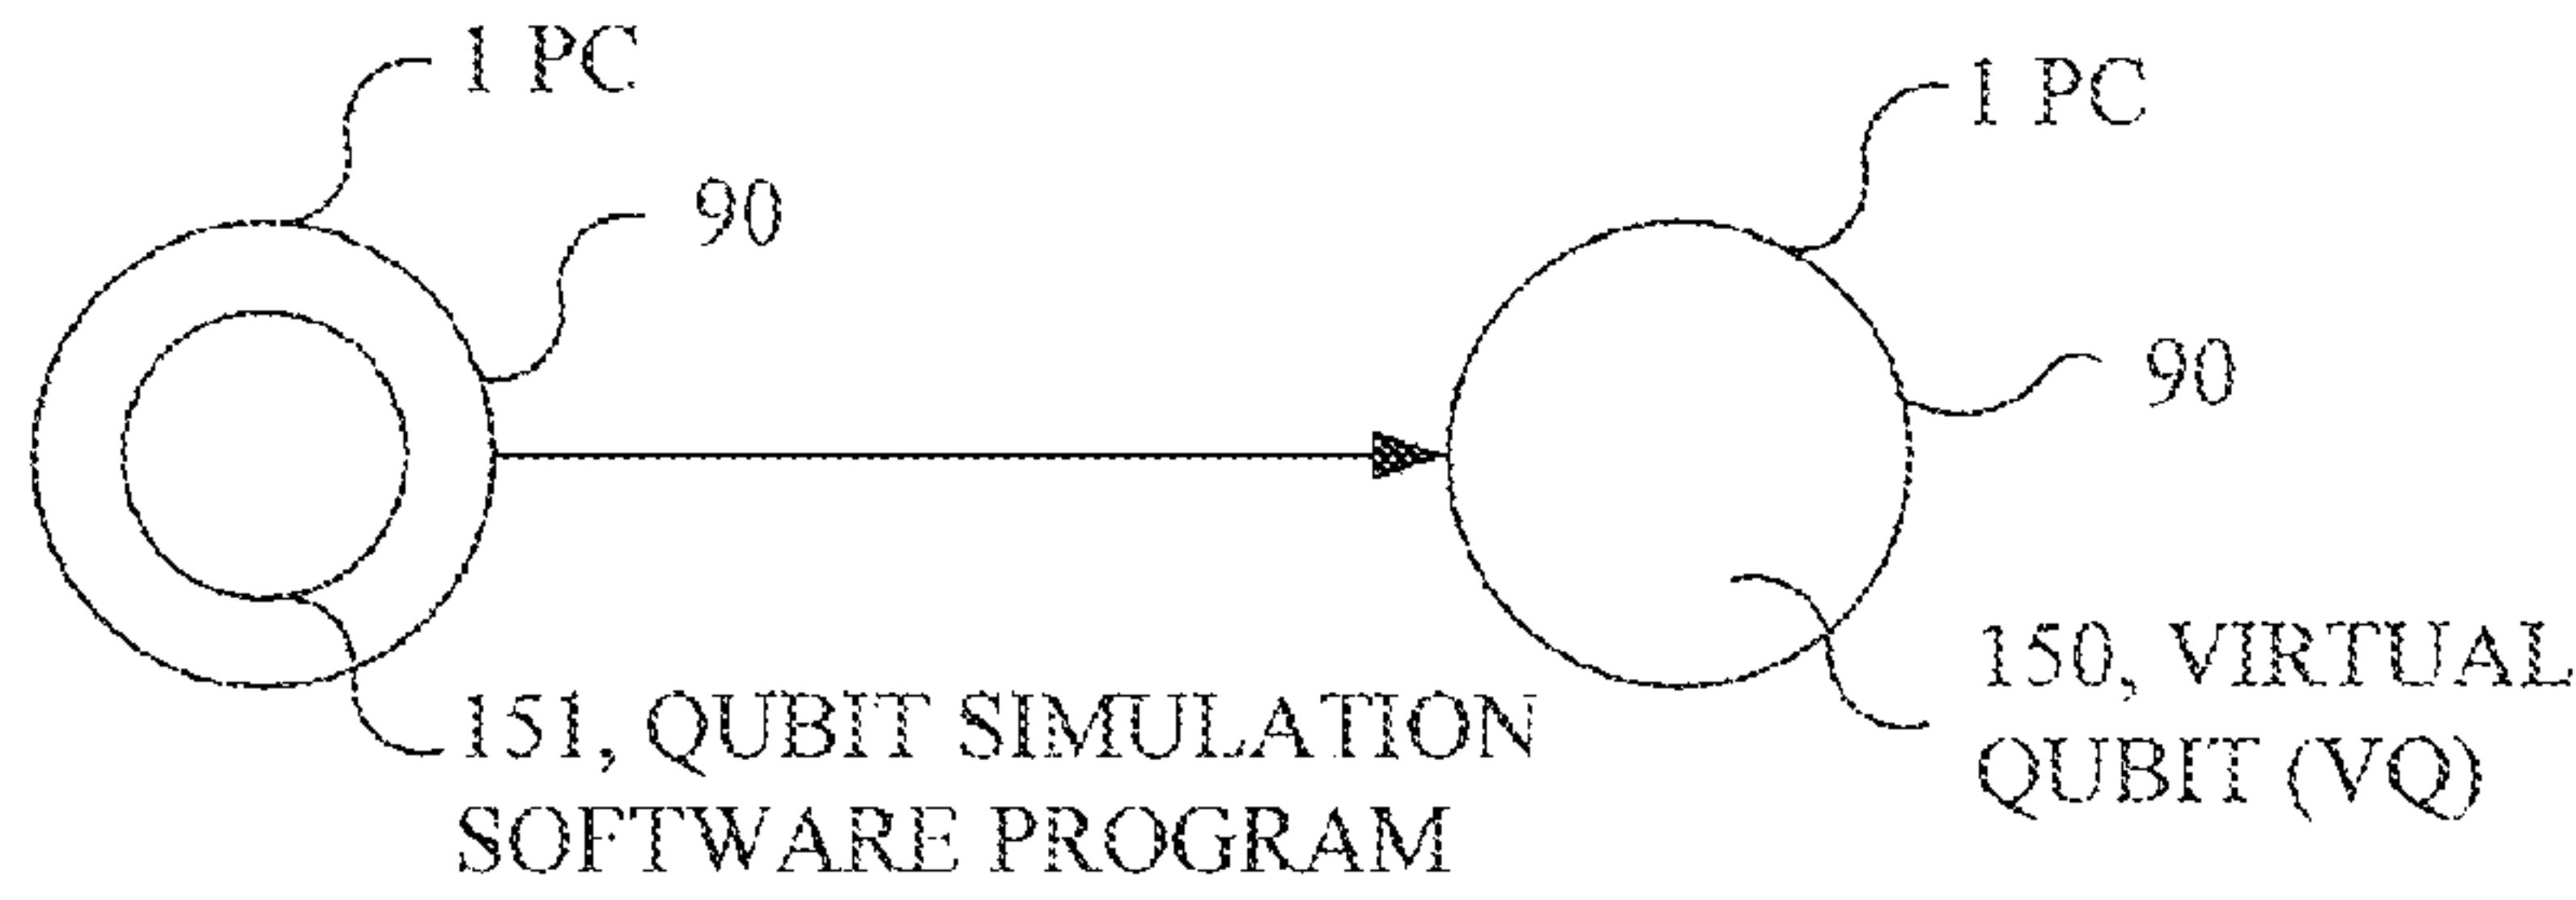 1 PC
90
151, QUBIT SIMULATION
SOFTWARE PROGRAM
1 PC
90
150, VIRTUAL
QUBIT (VQ)